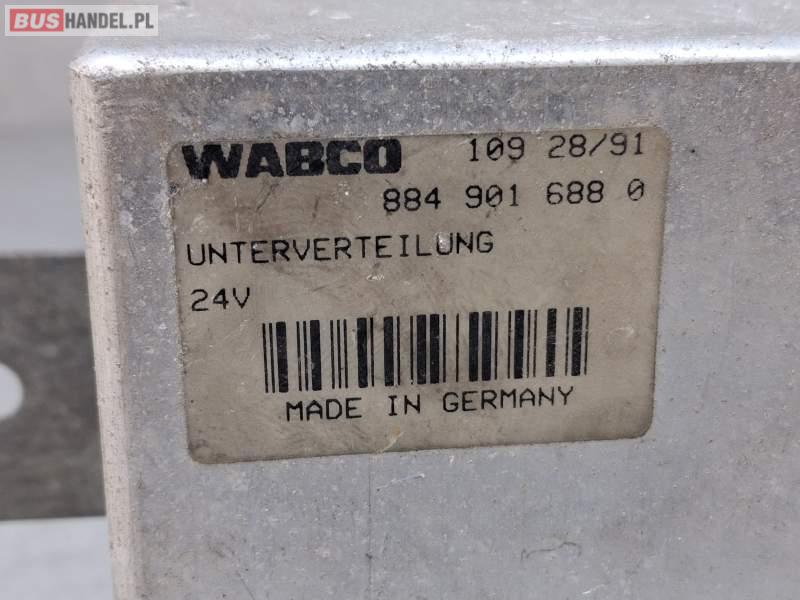 BUSHANDEL.PL
WABCO 109 28/91
884 901 688 0
UNTERVERTEILUNG
24V
MADE IN GERMANY